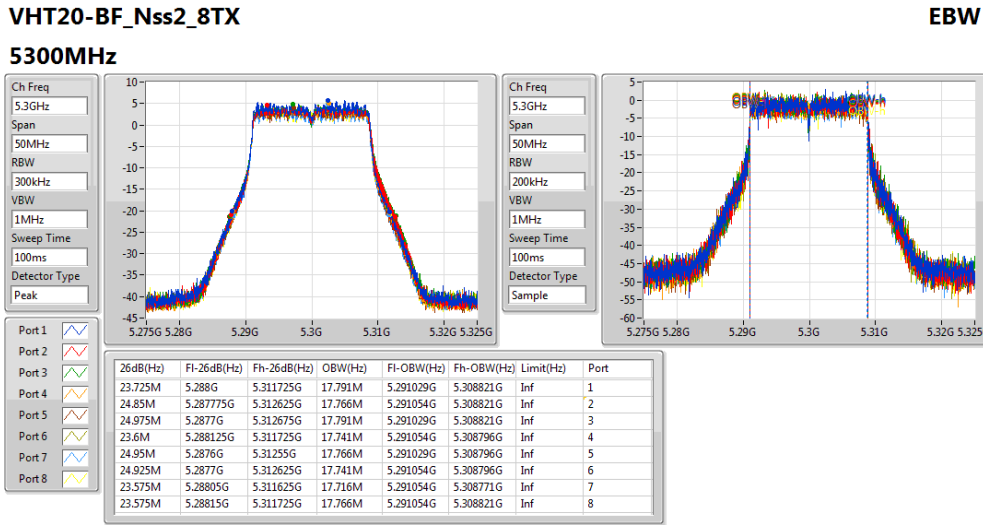 VHT20-BF_Nss2_8TX EBW
5300MHz
Ch Freq
5.3GHz
Span
50MHz
RBW
300kHz
VBW
1MHz
Sweep Time
100ms
Detector Type
Peak
10
5
0
-5
-10
-15
-20
-25
-30
-35
-40
-45
5.275G 5.28G 5.29G 5.3G 5.31G 5.32G 5.325G
Ch Freq
5.3GHz
Span
50MHz
RBW
200kHz
VBW
1MHz
Sweep Time
100ms
Detector Type
Sample
5
0
-5
-10
-15
-20
-25
-30
-35
-40
-45
-50
-55
-60
5.275G 5.28G 5.29G 5.3G 5.31G 5.32G 5.325
Port 1
Port 2
Port 3
Port 4
Port 5
Port 6
Port 7
Port 8
26dB(Hz) Fl-26dB(Hz) Fh-26dB(Hz) OBW(Hz) Fl-OBW(Hz) Fh-OBW(Hz) Limit(Hz) Port
23.725M 5.288G 5.311725G 17.791M 5.291029G 5.308821G Inf 1
24.85M 5.287775G 5.312625G 17.766M 5.291054G 5.308821G Inf 2
24.975M 5.2877G 5.312675G 17.791M 5.291029G 5.308821G Inf 3
23.6M 5.288125G 5.311725G 17.741M 5.291054G 5.308796G Inf 4
24.95M 5.2876G 5.31255G 17.766M 5.291029G 5.308796G Inf 5
24.925M 5.2877G 5.312625G 17.741M 5.291054G 5.308796G Inf 6
23.575M 5.28805G 5.311625G 17.716M 5.291054G 5.308771G Inf 7
23.575M 5.28815G 5.311725G 17.766M 5.291054G 5.308821G Inf 8